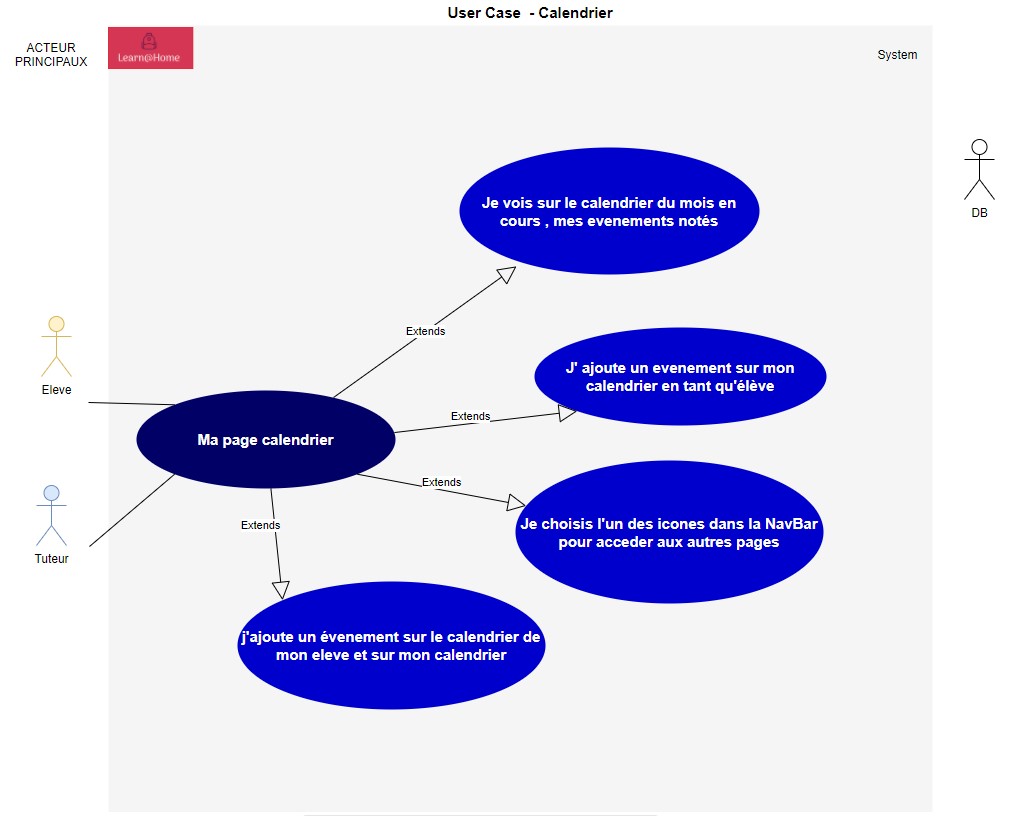 User Case - Calendrier
ACTEUR
PRINCIPAUX
Learn@Home
System
Je vois sur le calendrier du mois en
cours , mes evenements notés
DB
Extends
Eleve
J' ajoute un evenement sur mon
calendrier en tant qu'élève
Extends
Ma page calendrier
Extends
Je choisis l'un des icones dans la NavBar
pour acceder aux autres pages
Extends
Tuteur
j'ajoute un évenement sur le calendrier de
mon eleve et sur mon calendrier